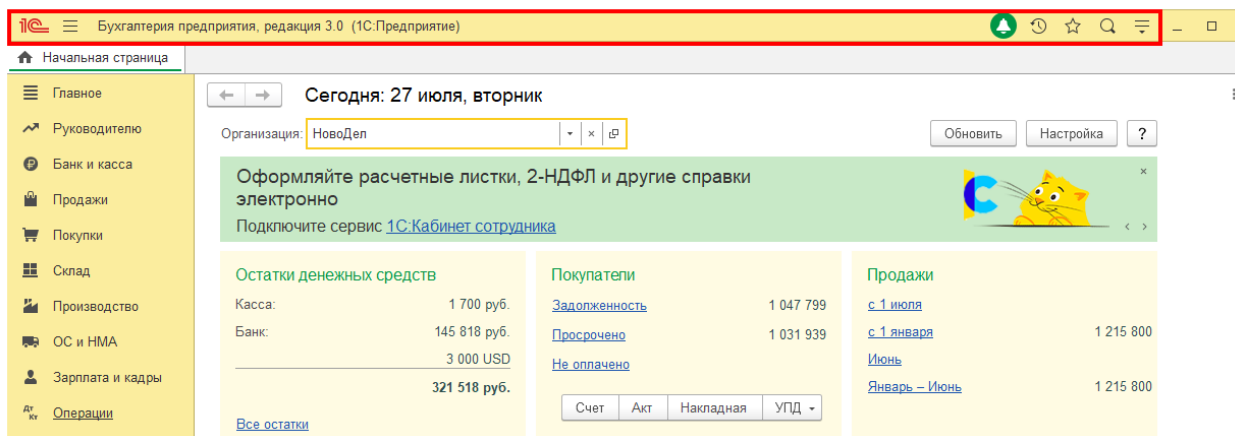 1С Бухгалтерия предприятия, редакция 3.0 (1С:Предприятие)
Начальная страница
Главное
Руководителю
Банк и касса
Продажи
Покупки
Склад
Производство
ОС и НМА
Зарплата и кадры
Дт Кт Операции
Сегодня: 27 июля, вторник
Организация: НовоДел
Обновить Настройка ?
Оформляйте расчетные листки, 2-НДФЛ и другие справки
электронно
Подключите сервис 1С:Кабинет сотрудника
Остатки денежных средств
Касса: 1 700 руб.
Банк: 145 818 руб.
3 000 USD
321 518 руб.
Все остатки
Покупатели
Задолженность 1 047 799
Просрочено 1 031 939
Не оплачено
Счет Акт Накладная УПД
Продажи
с 1 июля
с 1 января 1 215 800
Июнь
Январь – Июнь 1 215 800